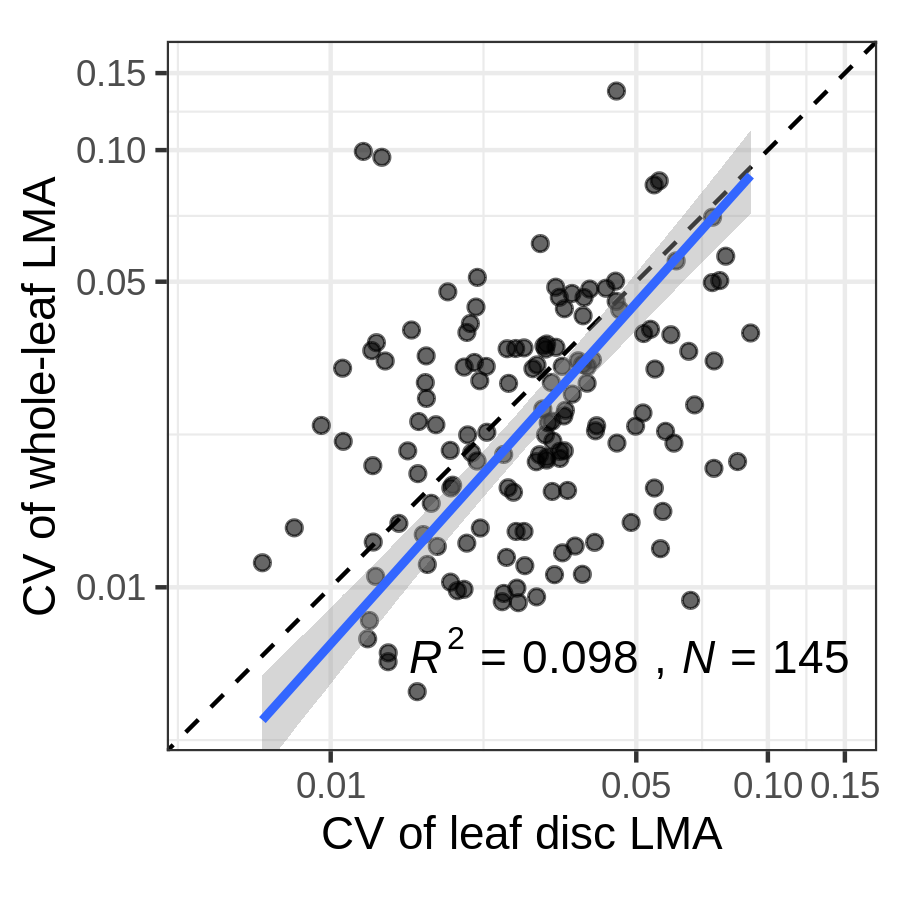 CV of whole-leaf LMA
0.15
0.10
0.05
0.01
R² = 0.098 , N = 145
0.01 0.05 0.10 0.15
CV of leaf disc LMA